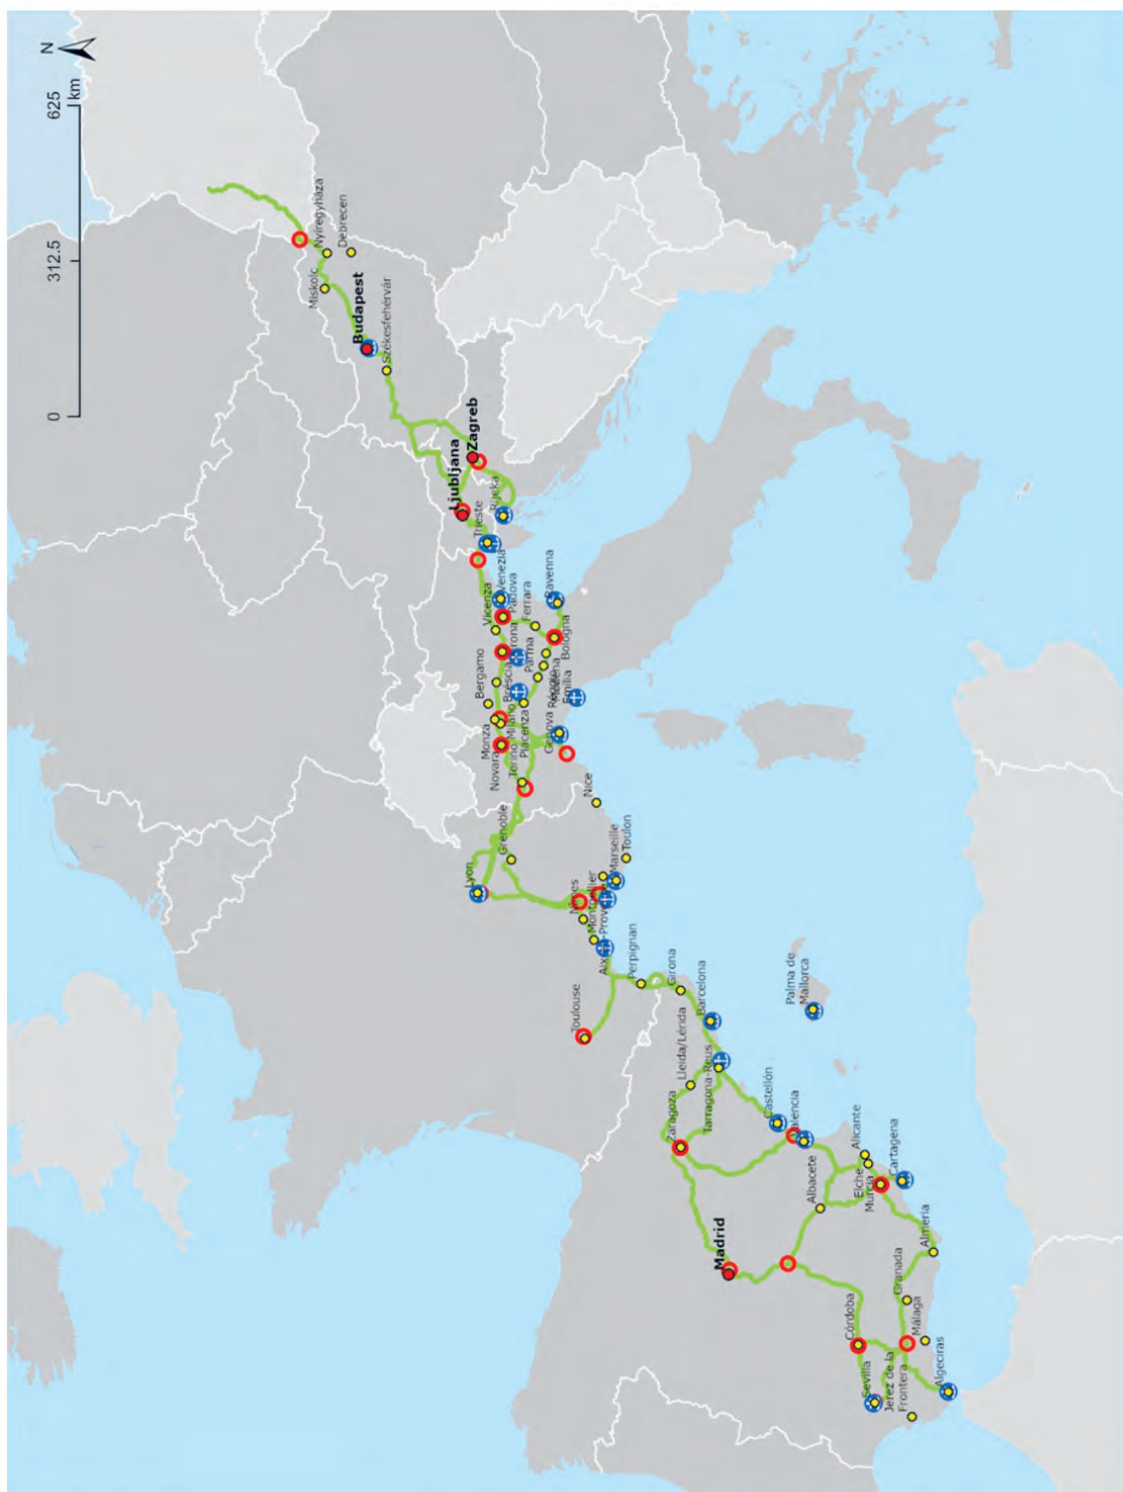 N
0 312.5 625
km
Miskolc
Nyíregyháza
Debrecen
Budapest
Székesfehérvár
Ljubljana
Zagreb
Rijeka
Trieste
Venezia
Vicenza
Padova
Ferrara
Ravenna
Bologna
Parma
Bergamo
Brescia
Reggio
Emilia
Modena
Monza
Milano
Novara
Torino
Piacenza
Genova
Lyon
Grenoble
Nice
Marseille
Toulon
Perpignan
Toulouse
Girona
Barcelona
Lleida/Lérida
Tarragona-Reus
Zaragoza
Castellón
Palma de
Mallorca
Madrid
Albacete
Alicante
Elche
Murcia
Cartagena
Almería
Granada
Córdoba
Málaga
Sevilla
Jerez de la
Frontera
Algeciras